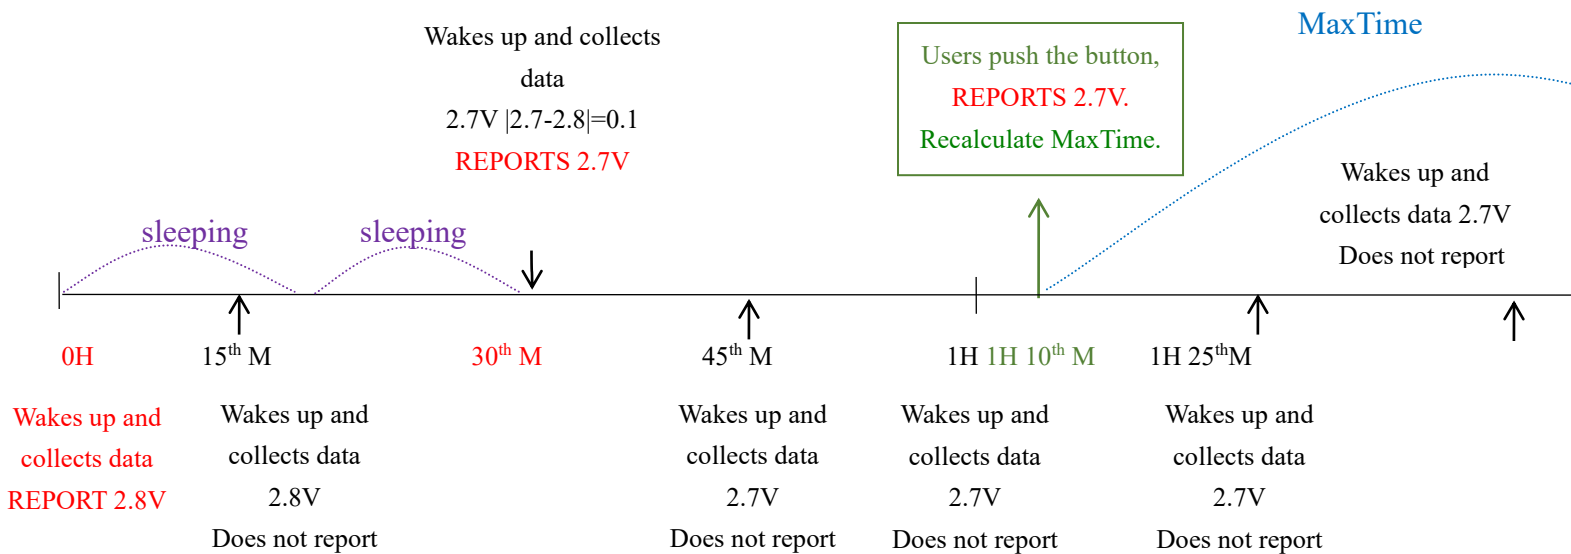 MaxTime
Wakes up and collects
data
2.7V |2.7-2.8|=0.1
REPORTS 2.7V
Users push the button,
REPORTS 2.7V.
Recalculate MaxTime.
Wakes up and
collects data 2.7V
Does not report
sleeping
sleeping
0H
15th M
30th M
45th M
1H
1H 10th M
1H 25thM
Wakes up and
collects data
REPORT 2.8V
Wakes up and
collects data
2.8V
Does not report
Wakes up and
collects data
2.7V
Does not report
Wakes up and
collects data
2.7V
Does not report
Wakes up and
collects data
2.7V
Does not report